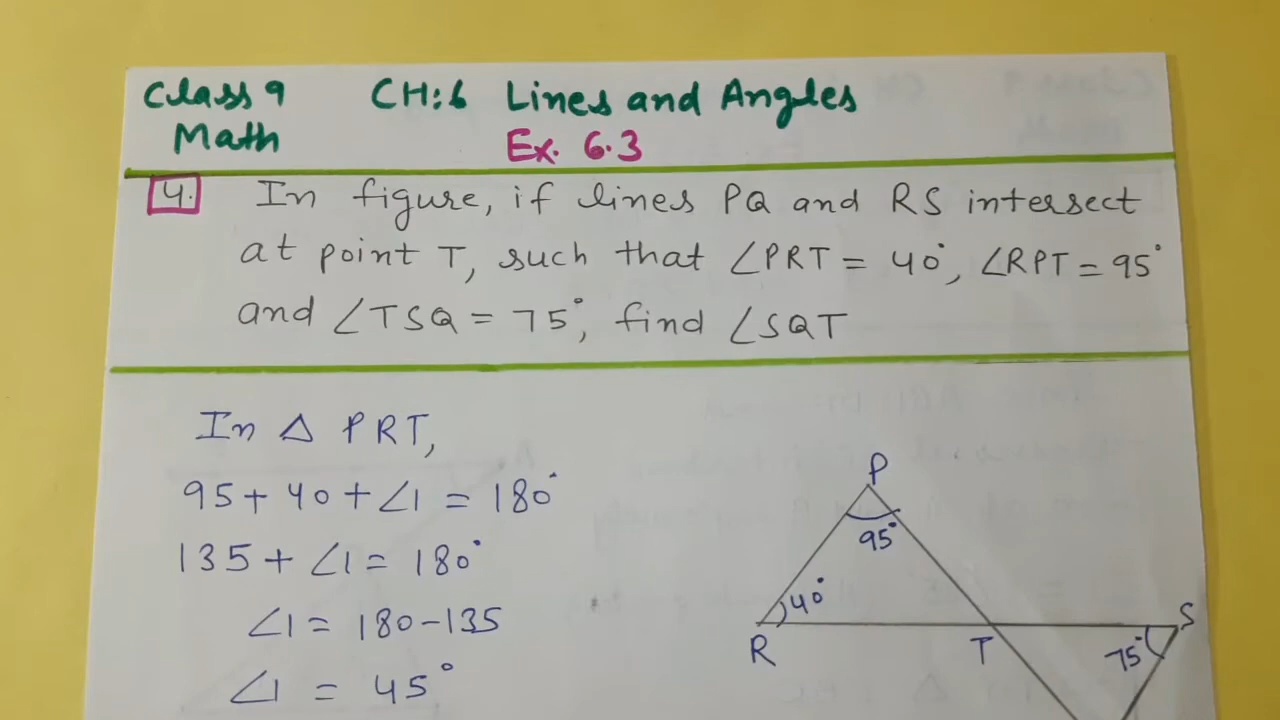 Class 9 CH:6 Lines and Angles
Math Ex. 6.3
4. In figure, if lines PQ and RS intersect
at point T, such that ∠PRT = 40°, ∠RPT = 95°
and ∠TSQ = 75°, find ∠SQT
In △ PRT,
95 + 40 + ∠1 = 180°
135 + ∠1 = 180°
∠1 = 180 - 135
∠1 = 45°
P
95°
40°
R
T
75°
S